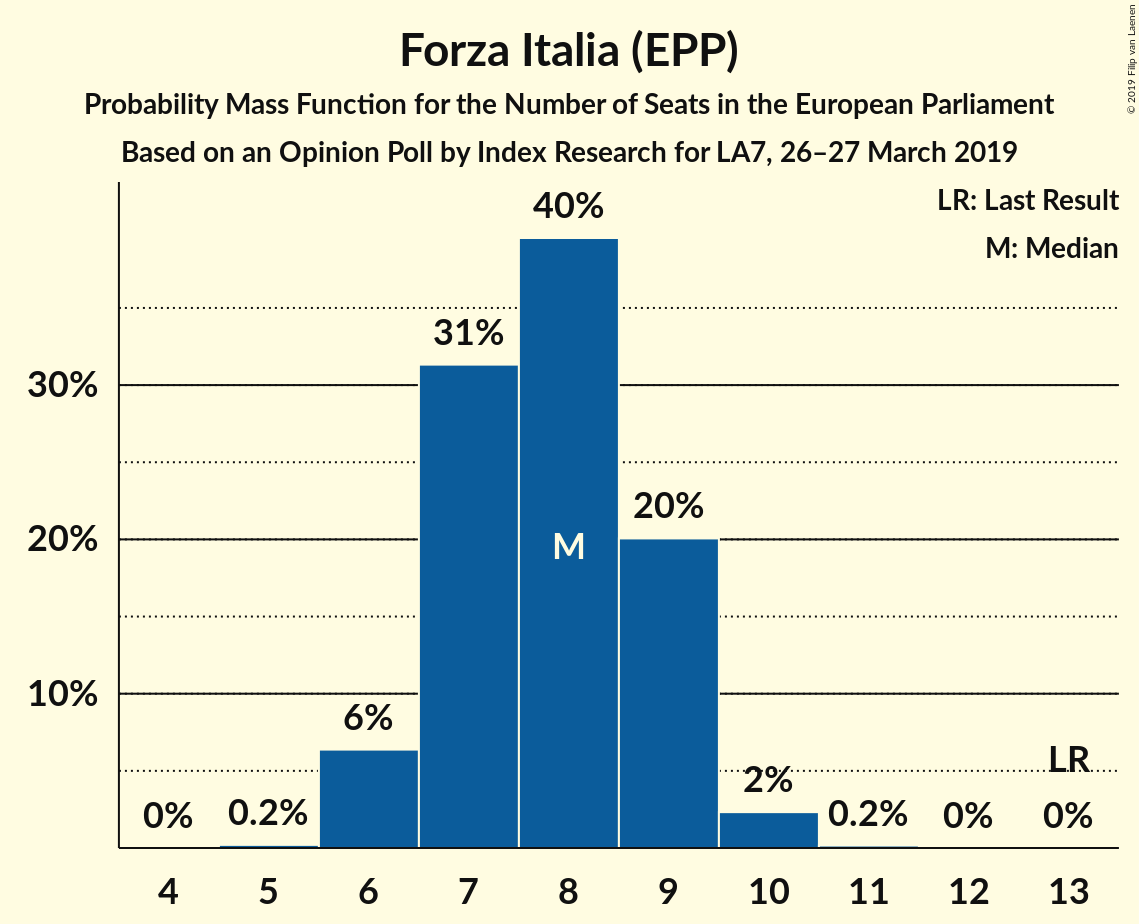 Forza Italia (EPP)
Probability Mass Function for the Number of Seats in the European Parliament
Based on an Opinion Poll by Index Research for LA7, 26–27 March 2019
© 2019 Filip van Laenen
LR: Last Result
M: Median
40%
31%
30%
20%
20%
M
10%
6%
LR
2%
0%
0.2%
0.2%
0%
0%
4 5 6 7 8 9 10 11 12 13